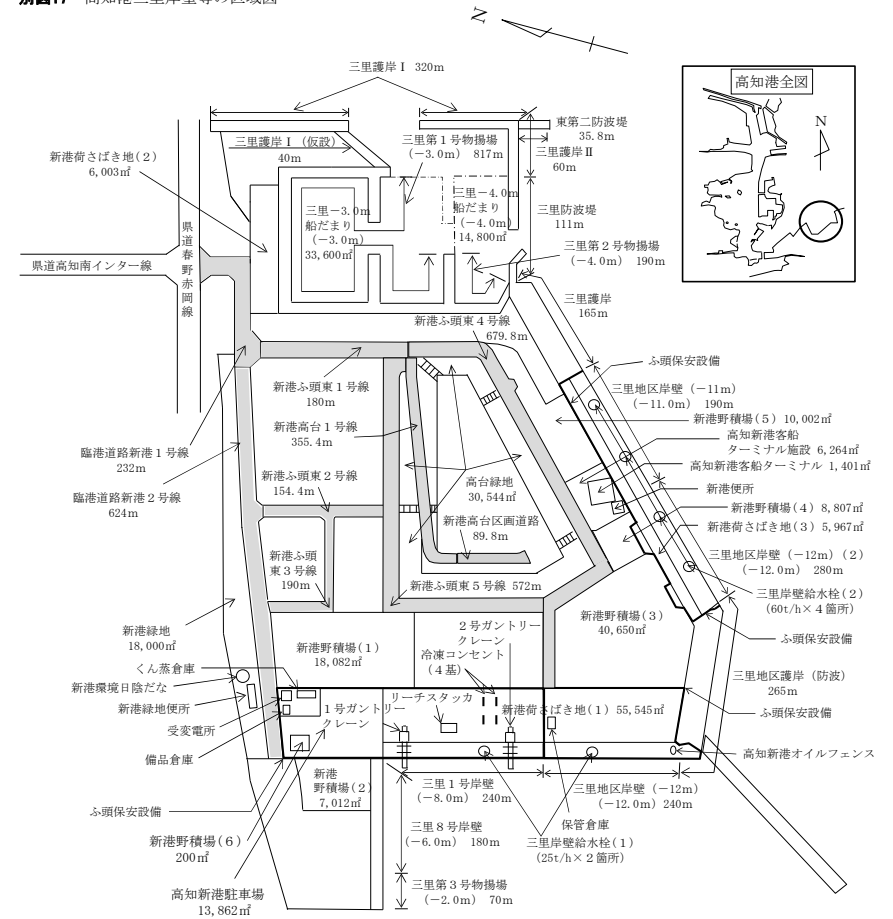 別図17 高知港三里岸壁等の区域図
N
三里護岸Ⅰ 320m
高知港全図
N
東第二防波堤
35.8m
三里護岸Ⅰ（仮設）
40m
三里第１号物揚場
（−3.0m） 817m
三里護岸Ⅱ
60m
新港荷さばき地(２)
6,003㎡
三里−3.0m
船だまり
（−3.0m）
33,600㎡
三里−4.0m
船だまり
（−4.0m）
14,800㎡
三里防波堤
111m
県道春野赤岡線
県道高知南インター線
三里第２号物揚場
（−4.0m） 190m
三里護岸
165m
新港ふ頭東４号線
679.8m
ふ頭保安設備
新港ふ頭東１号線
180m
三里地区岸壁（−11m）
（−11.0m） 190m
新港野積場(５) 10,002㎡
新港高台１号線
355.4m
高知新港客船
ターミナル施設 6,264㎡
臨港道路新港１号線
232m
高知新港客船ターミナル 1,401㎡
新港ふ頭東２号線
154.4m
高台緑地
30,544㎡
新港便所
臨港道路新港２号線
624m
新港野積場(４) 8,807㎡
新港高台区画道路
89.8m
新港荷さばき地(３) 5,967㎡
新港ふ頭
東３号線
190m
三里地区岸壁（−12m）(２)
（−12.0m） 280m
新港ふ頭東５号線 572m
三里岸壁給水栓(２)
(60t/h×４箇所)
新港緑地
18,000㎡
新港野積場(１)
18,082㎡
２号ガントリー
クレーン
冷凍コンセント
（４基）
新港野積場(３)
40,650㎡
ふ頭保安設備
くん蒸倉庫
三里地区護岸（防波）
265m
新港環境日陰だな
リーチスタッカ
新港緑地便所
１号ガントリー
クレーン
新港荷さばき地(１) 55,545㎡
ふ頭保安設備
受変電所
備品倉庫
高知新港オイルフェンス
新港
野積場(２)
7,012㎡
三里１号岸壁
（−8.0m） 240m
三里地区岸壁（−12m）
（−12.0m）240m
ふ頭保安設備
三里８号岸壁
（−6.0m） 180m
保管倉庫
新港野積場(６)
200㎡
三里岸壁給水栓(１)
(25t/h×２箇所)
高知新港駐車場
13,862㎡
三里第３号物揚場
（−2.0m） 70m